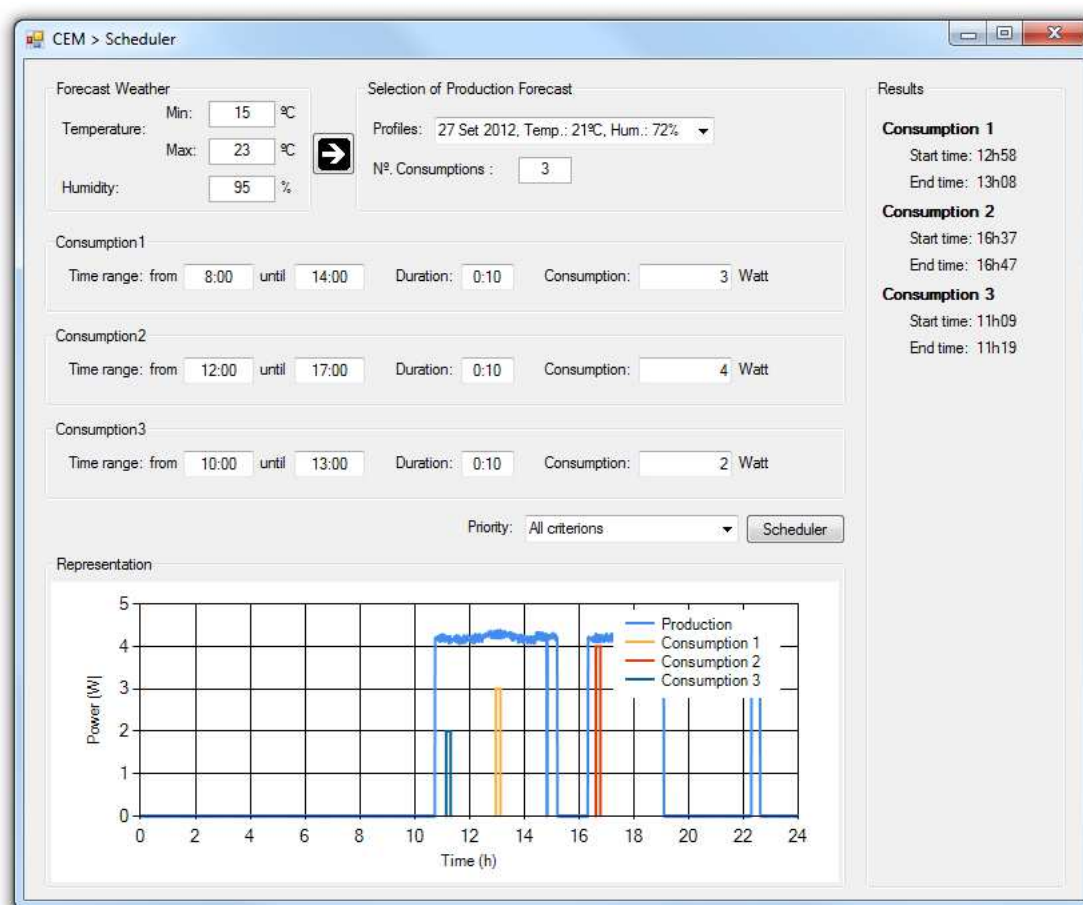 CEM > Scheduler
Forecast Weather
Temperature:
Min: 15 ºC
Max: 23 ºC
Humidity: 95 %
Selection of Production Forecast
Profiles: 27 Set 2012, Temp.: 21ºC, Hum.: 72%
Nº. Consumptions : 3
Consumption1
Time range: from 8:00 until 14:00 Duration: 0:10 Consumption: 3 Watt
Consumption2
Time range: from 12:00 until 17:00 Duration: 0:10 Consumption: 4 Watt
Consumption3
Time range: from 10:00 until 13:00 Duration: 0:10 Consumption: 2 Watt
Priority: All criterions Scheduler
Representation
Power (W|
5
4
3
2
1
0
0 2 4 6 8 10 12 14 16 18 20 22 24
Time (h)
Production
Consumption 1
Consumption 2
Consumption 3
Results
Consumption 1
Start time: 12h58
End time: 13h08
Consumption 2
Start time: 16h37
End time: 16h47
Consumption 3
Start time: 11h09
End time: 11h19